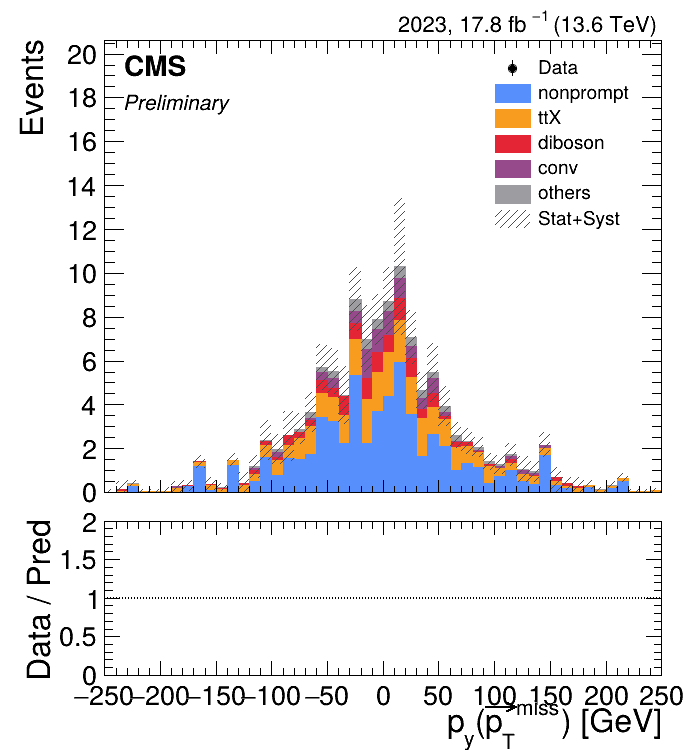 2023, 17.8 fb⁻¹ (13.6 TeV)
CMS
Preliminary
Events
20
18
16
14
12
10
8
6
4
2
0
Data
nonprompt
ttX
diboson
conv
others
Stat+Syst
Data / Pred
2
1.5
1
0.5
0
−250 −200 −150 −100 −50 0 50 100 150 200 250
p_y(p⃗_T^miss) [GeV]